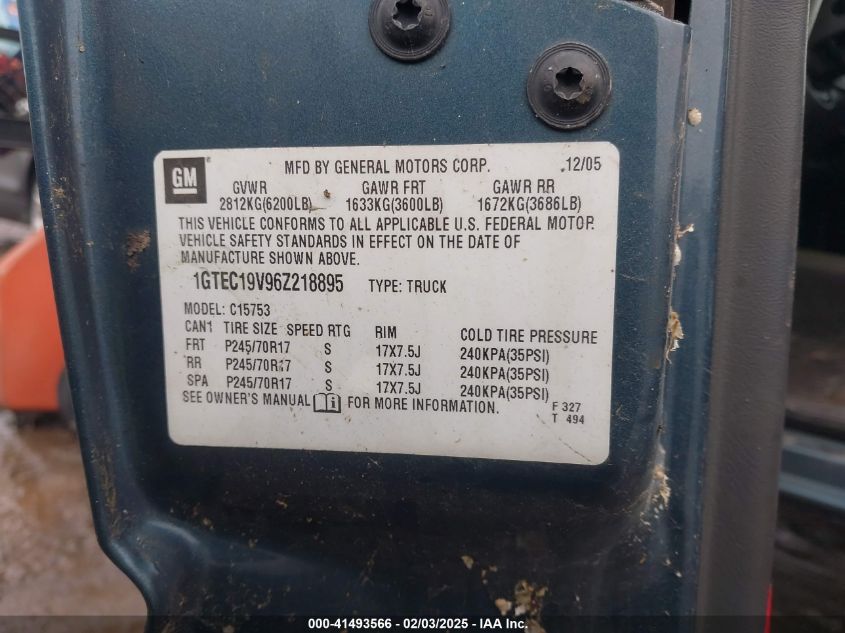 GM
MFD BY GENERAL MOTORS CORP. 12/05
GVWR GAWR FRT GAWR RR
2812KG(6200LB) 1633KG(3600LB) 1672KG(3686LB)
THIS VEHICLE CONFORMS TO ALL APPLICABLE U.S. FEDERAL MOTOR
VEHICLE SAFETY STANDARDS IN EFFECT ON THE DATE OF
MANUFACTURE SHOWN ABOVE.
1GTEC19V96Z218895 TYPE: TRUCK
MODEL: C15753
CAN1 TIRE SIZE SPEED RTG RIM COLD TIRE PRESSURE
FRT P245/70R17 S 17X7.5J 240KPA(35PSI)
RR P245/70R17 S 17X7.5J 240KPA(35PSI)
SPA P245/70R17 S 17X7.5J 240KPA(35PSI)
SEE OWNER'S MANUAL FOR MORE INFORMATION.
F 327
T 494
000-41493566 - 02/03/2025 - IAA Inc.